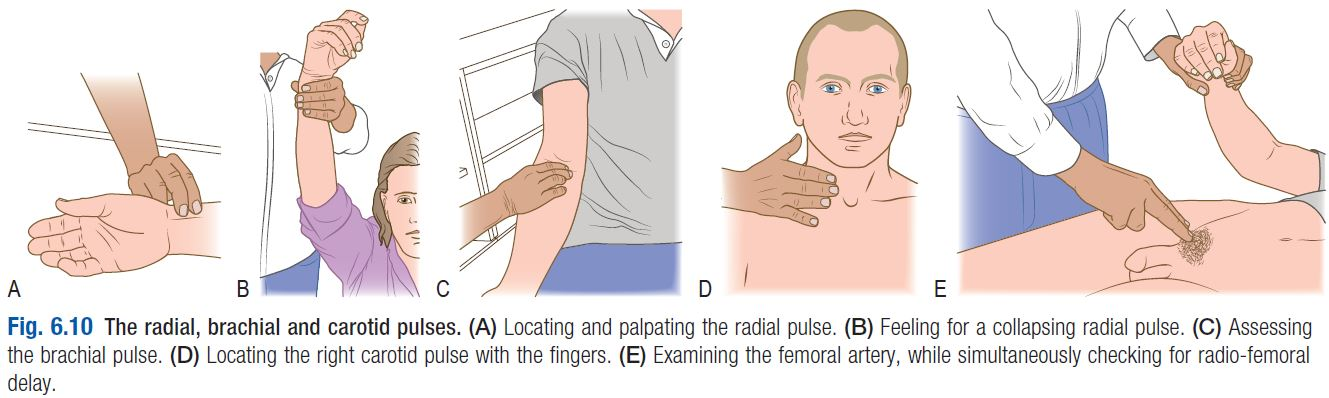 A
B
C
D
E
Fig. 6.10 The radial, brachial and carotid pulses. (A) Locating and palpating the radial pulse. (B) Feeling for a collapsing radial pulse. (C) Assessing
the brachial pulse. (D) Locating the right carotid pulse with the fingers. (E) Examining the femoral artery, while simultaneously checking for radio-femoral
delay.